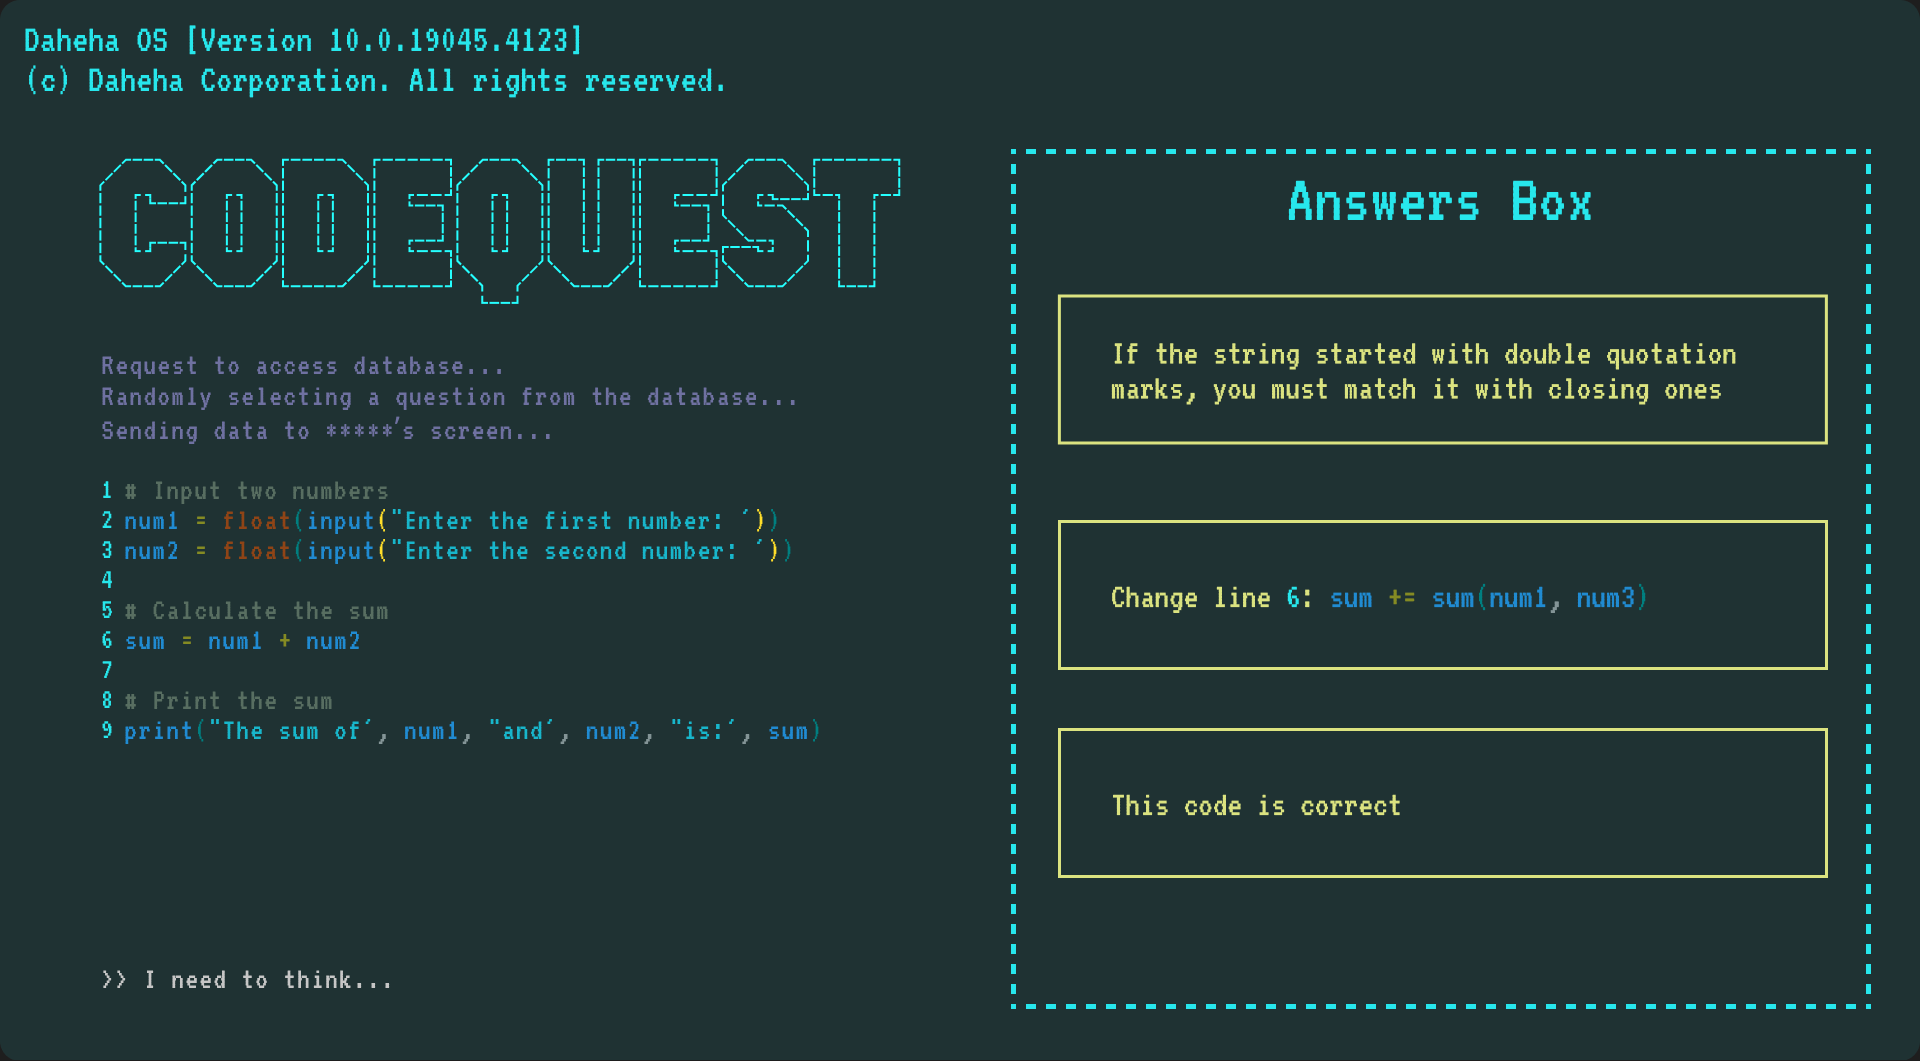 Daheha OS [Version 10.0.19045.4123]
(c) Daheha Corporation. All rights reserved.
CODEQUEST
Request to access database...
Randomly selecting a question from the database...
Sending data to *****'s screen...
1 # Input two numbers
2 num1 = float(input("Enter the first number: ´))
3 num2 = float(input("Enter the second number: ´))
4
5 # Calculate the sum
6 sum = num1 + num2
7
8 # Print the sum
9 print("The sum of´, num1, "and´, num2, "is:´, sum)
>> I need to think...
Answers Box
If the string started with double quotation
marks, you must match it with closing ones
Change line 6: sum += sum(num1, num3)
This code is correct